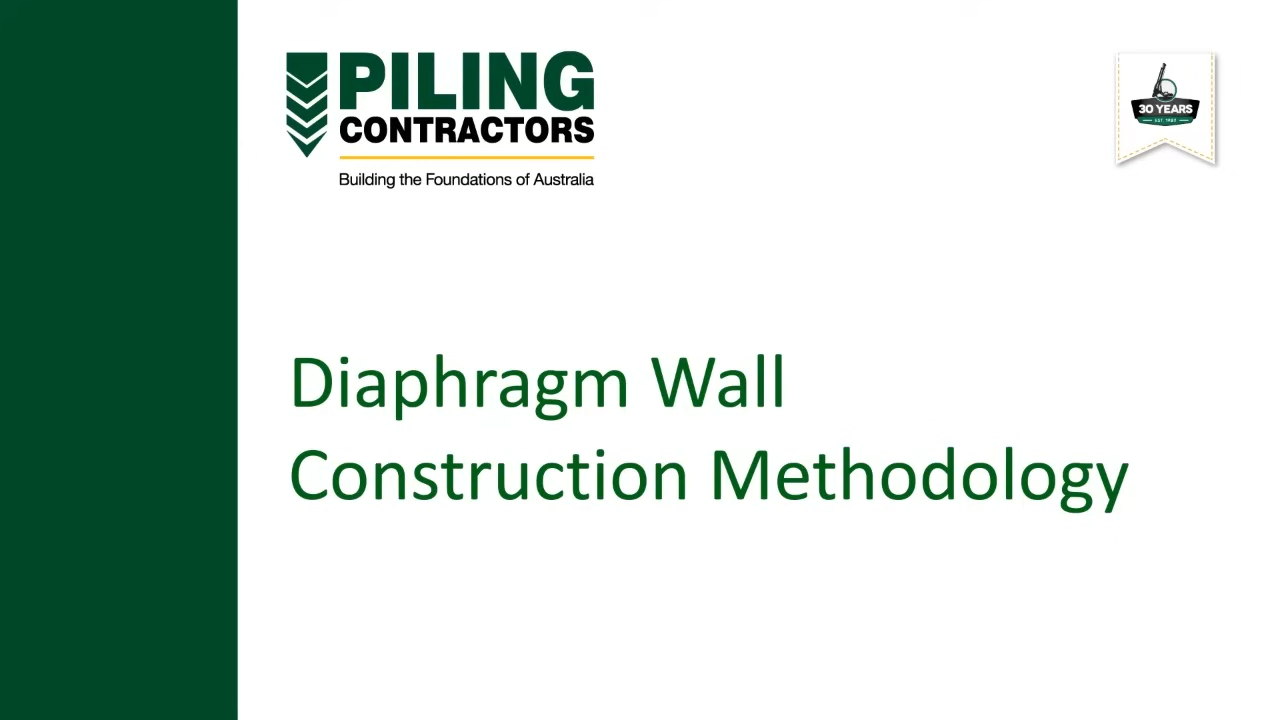 PILING
CONTRACTORS
Building the Foundations of Australia
30 YEARS
Diaphragm Wall
Construction Methodology